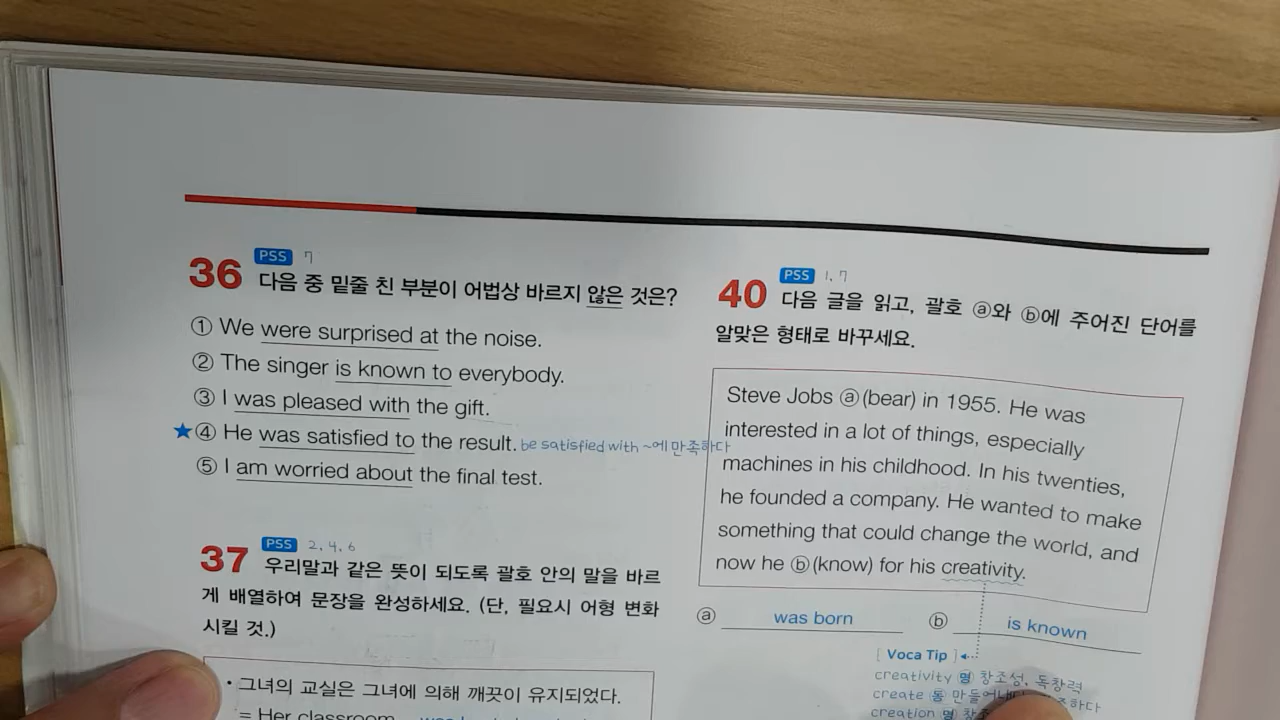 36 PSS 7
다음 중 밑줄 친 부분이 어법상 바르지 않은 것은?
① We were surprised at the noise.
② The singer is known to everybody.
③ I was pleased with the gift.
★④ He was satisfied to the result. be satisfied with ~에 만족하다
⑤ I am worried about the final test.
37 PSS 2, 4, 6
우리말과 같은 뜻이 되도록 괄호 안의 말을 바르
게 배열하여 문장을 완성하세요. (단, 필요시 어형 변화
시킬 것.)
• 그녀의 교실은 그녀에 의해 깨끗이 유지되었다.
= Her classroom
40 PSS 1, 7
다음 글을 읽고, 괄호 ⓐ와 ⓑ에 주어진 단어를
알맞은 형태로 바꾸세요.
Steve Jobs ⓐ(bear) in 1955. He was
interested in a lot of things, especially
machines in his childhood. In his twenties,
he founded a company. He wanted to make
something that could change the world, and
now he ⓑ(know) for his creativity.
ⓐ was born ⓑ is known
[ Voca Tip ]
creativity 명 창조성, 독창력
create 동 만들어내
creation 명